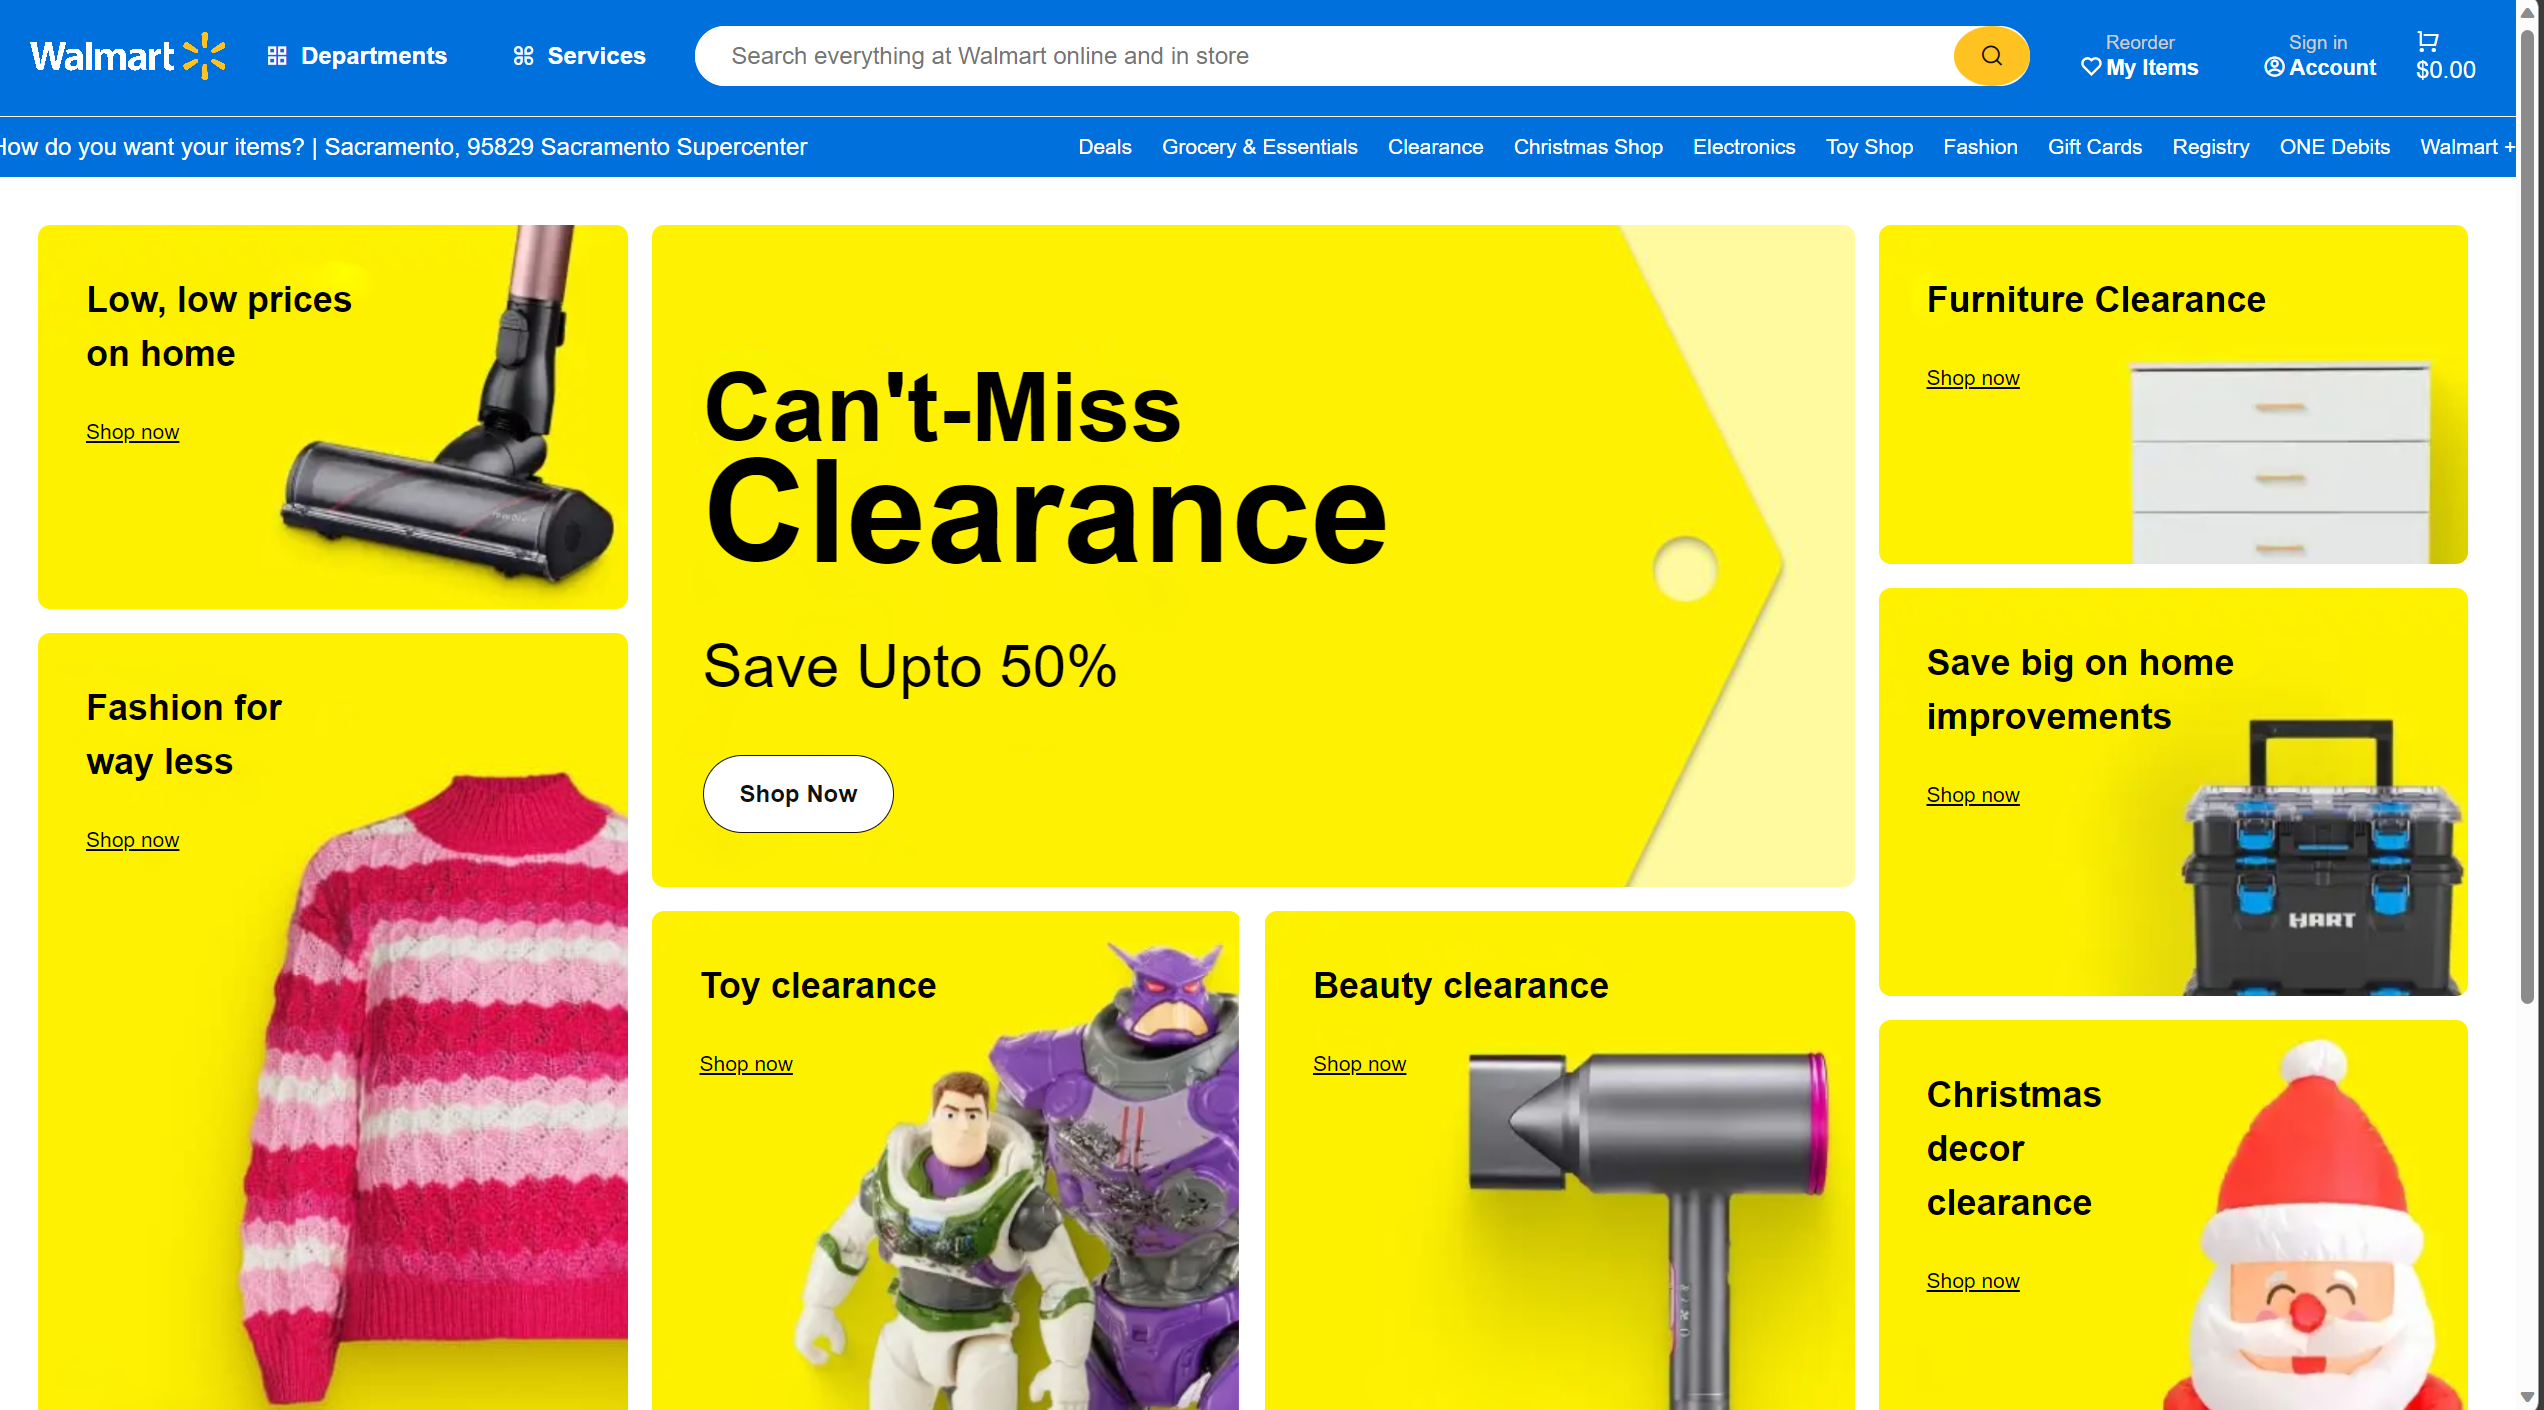 Walmart
Departments
Services
Search everything at Walmart online and in store
Reorder
My Items
Sign in
Account
$0.00
How do you want your items? | Sacramento, 95829 Sacramento Supercenter
Deals
Grocery & Essentials
Clearance
Christmas Shop
Electronics
Toy Shop
Fashion
Gift Cards
Registry
ONE Debits
Walmart +
Low, low prices
on home
Shop now
Fashion for
way less
Shop now
Can't-Miss
Clearance
Save Upto 50%
Shop Now
Toy clearance
Shop now
Beauty clearance
Shop now
Furniture Clearance
Shop now
Save big on home
improvements
Shop now
HART
Christmas
decor
clearance
Shop now